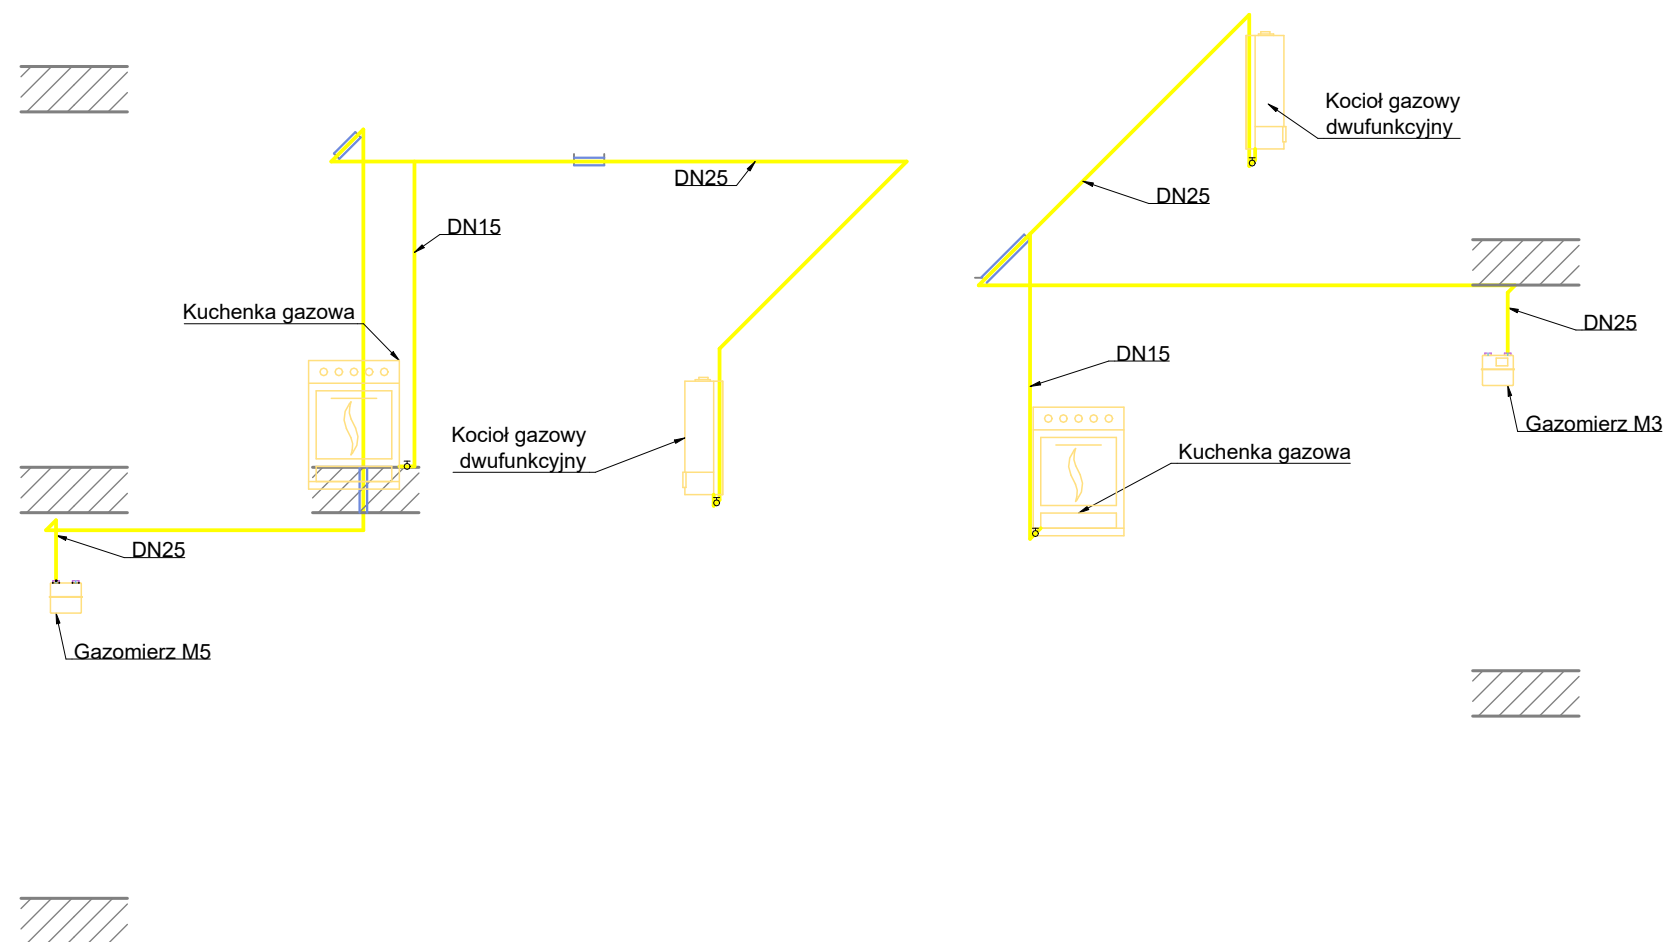 Kocioł gazowy
dwufunkcyjny
DN25
DN25
DN15
Kuchenka gazowa
DN25
DN15
Gazomierz M3
Kocioł gazowy
dwufunkcyjny
Kuchenka gazowa
DN25
Gazomierz M5